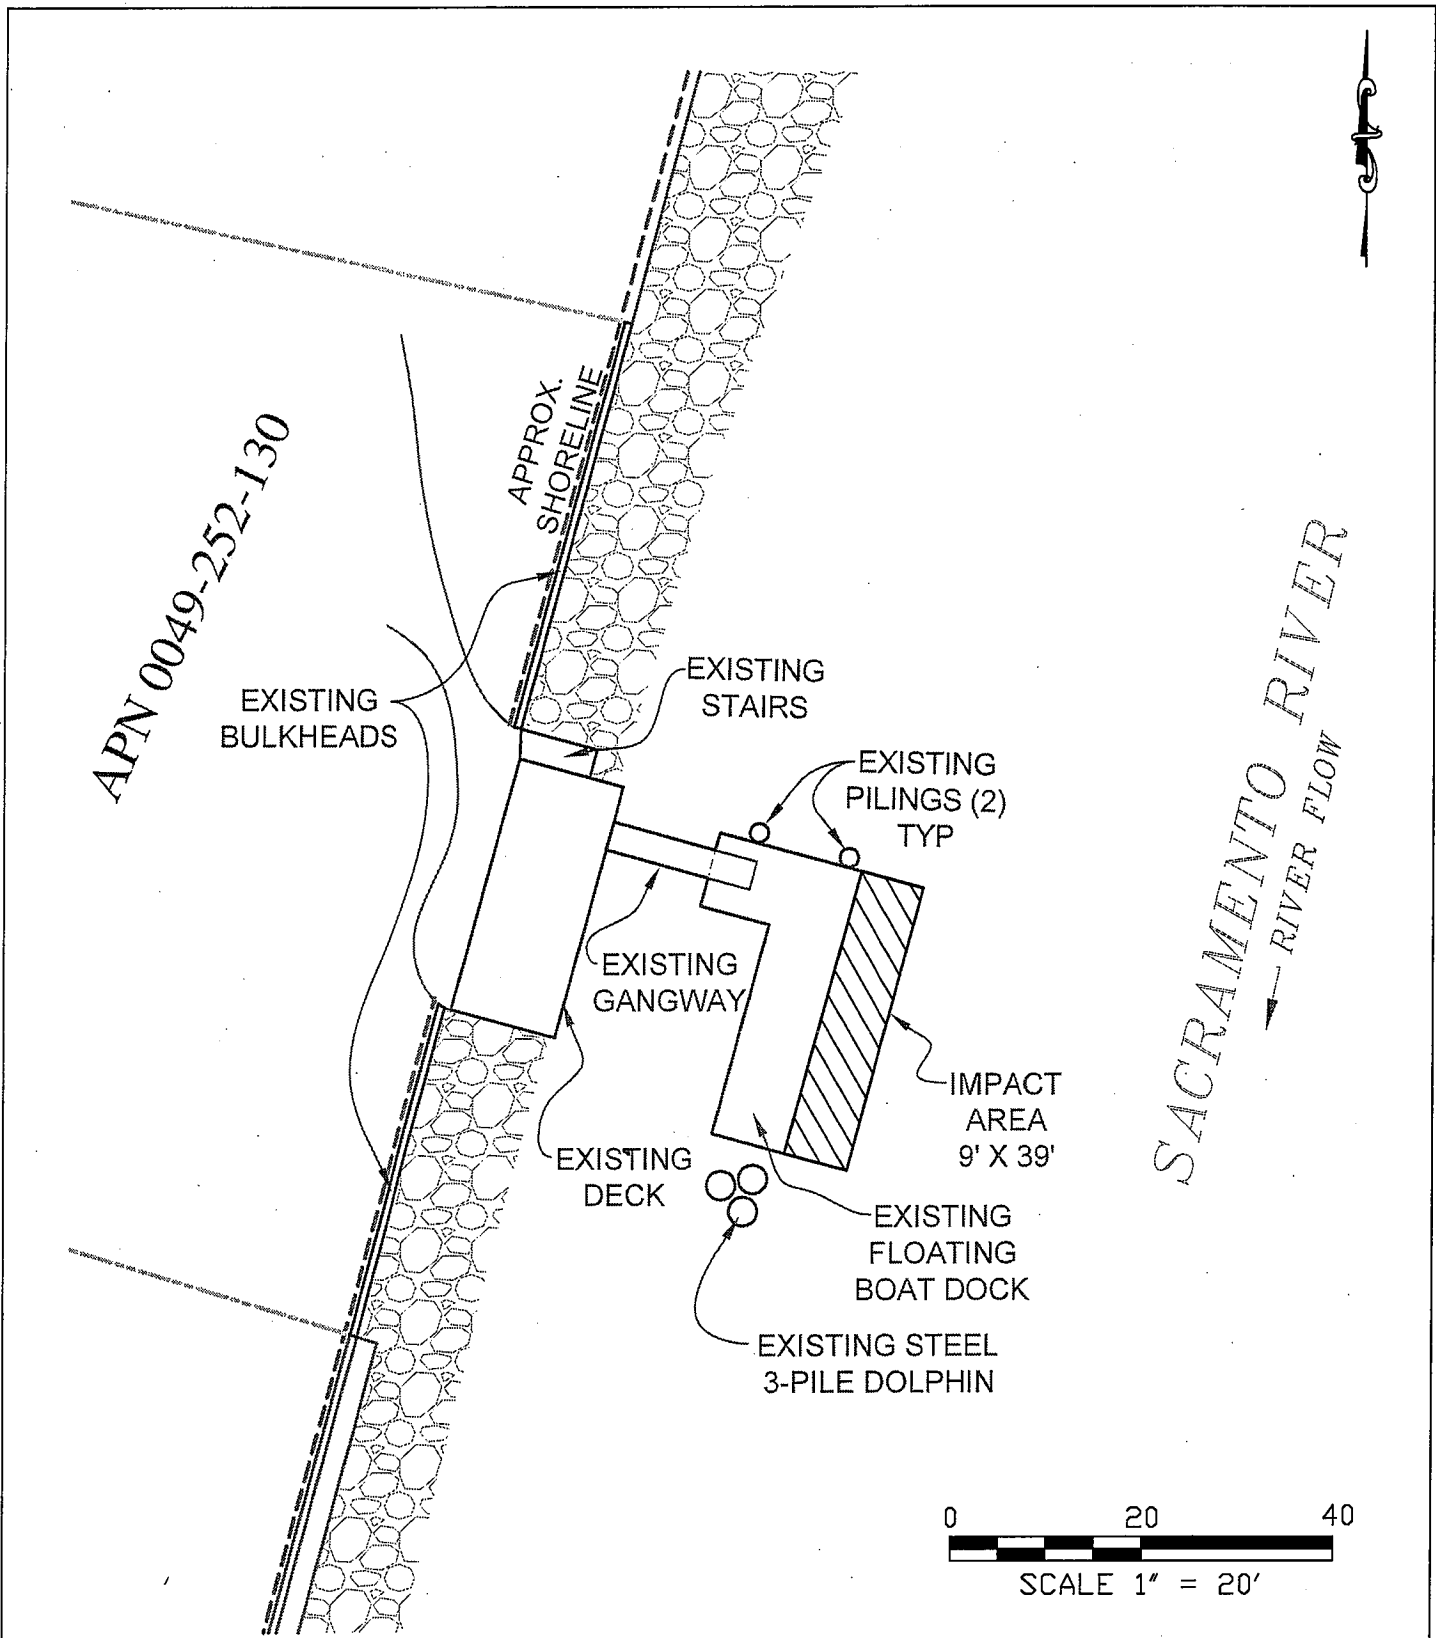 APPROX.
SHORELINE
APN 0049-252-130
EXISTING
BULKHEADS
EXISTING
STAIRS
EXISTING
PILINGS (2)
TYP
SACRAMENTO RIVER
← RIVER FLOW
EXISTING
GANGWAY
IMPACT
AREA
9' X 39'
EXISTING
DECK
EXISTING
FLOATING
BOAT DOCK
EXISTING STEEL
3-PILE DOLPHIN
0 20 40
SCALE 1" = 20'